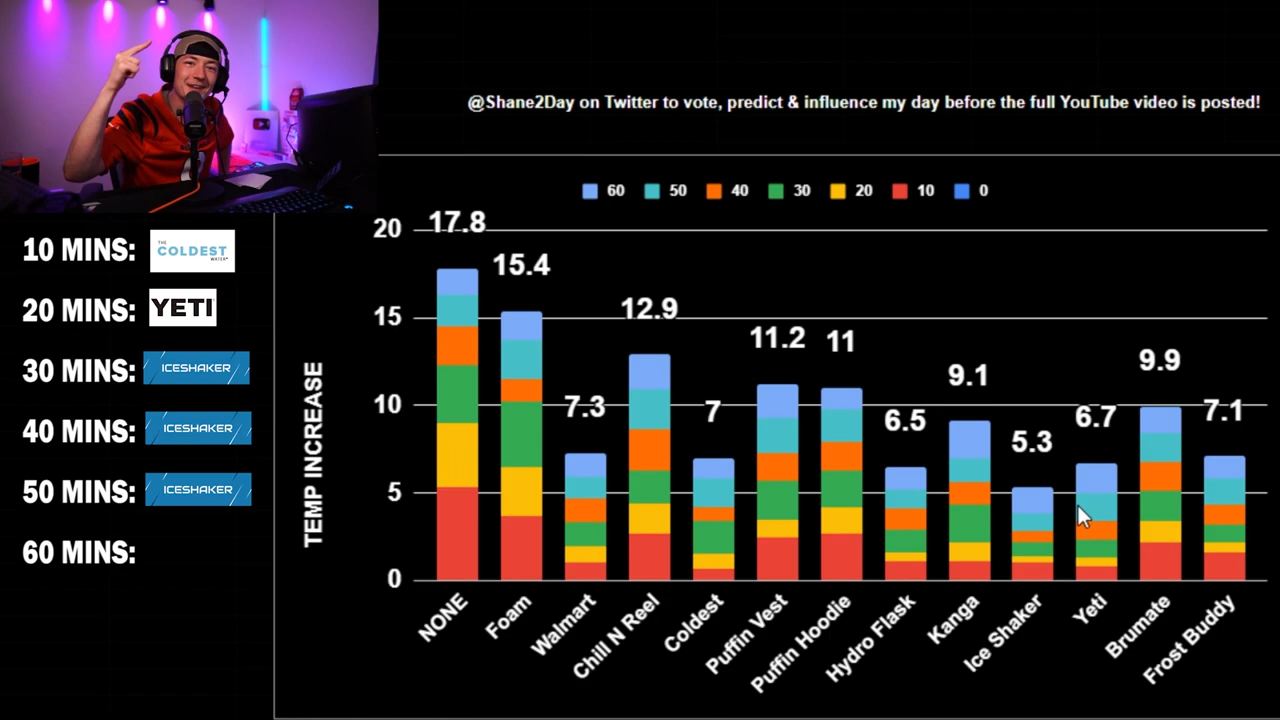 @Shane2Day on Twitter to vote, predict & influence my day before the full YouTube video is posted!
60 50 40 30 20 10 0
10 MINS: THE COLDEST WATER
20 MINS: YETI
30 MINS: ICESHAKER
40 MINS: ICESHAKER
50 MINS: ICESHAKER
60 MINS:
TEMP INCREASE
20
15
10
5
0
17.8 15.4 7.3 12.9 7 11.2 11 6.5 9.1 5.3 6.7 9.9 7.1
NONE
Foam
Walmart
Chill N Reel
Coldest
Puffin Vest
Puffin Hoodie
Hydro Flask
Kanga
Ice Shaker
Yeti
Brumate
Frost Buddy